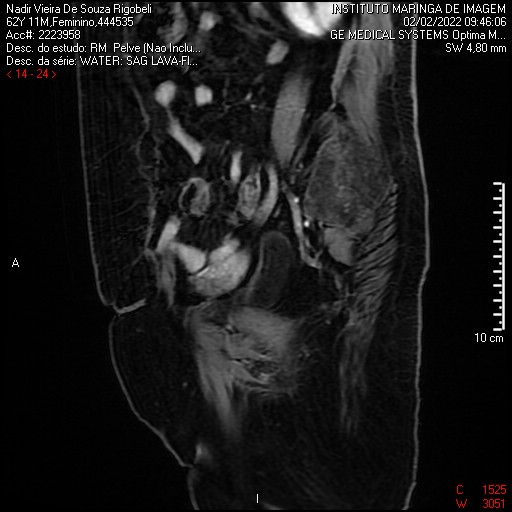 Nadir Vieira De Souza Rigobeli
62Y 11M,Feminino,444535
Acc#: 2223958
Desc. do estudo: RM  Pelve (Nao Inclu...
Desc. da série: WATER: SAG LAVA-Fl...
< 14 - 24 >
INSTITUTO MARINGA DE IMAGEM
02/02/2022 09:46:06
GE MEDICAL SYSTEMS Optima M...
SW 4,80 mm
A
10 cm
I
C 1525
W 3051